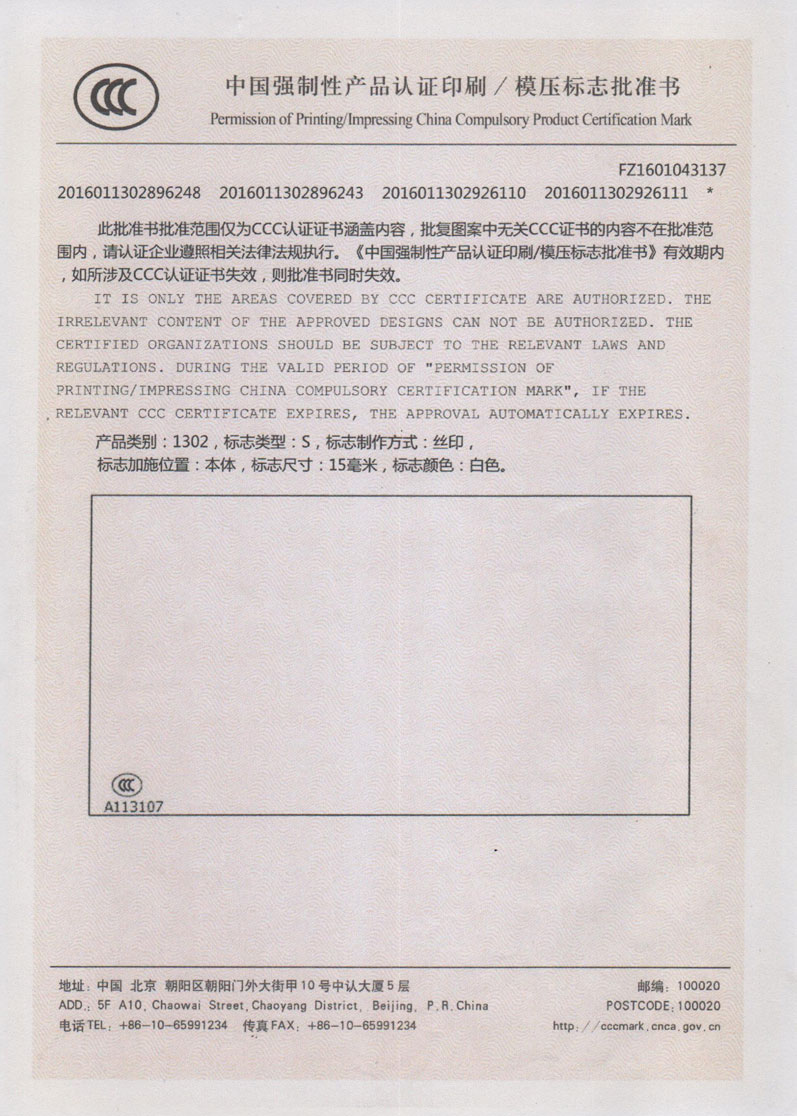 CCC
中国强制性产品认证印刷/模压标志批准书
Permission of Printing/Impressing China Compulsory Product Certification Mark
FZ1601043137
2016011302896248 2016011302896243 2016011302926110 2016011302926111 *
此批准书批准范围仅为CCC认证证书涵盖内容，批复图案中无关CCC证书的内容不在批准范
围内，请认证企业遵照相关法律法规执行。《中国强制性产品认证印刷/模压标志批准书》有效期内
，如所涉及CCC认证证书失效，则批准书同时失效。
IT IS ONLY THE AREAS COVERED BY CCC CERTIFICATE ARE AUTHORIZED. THE
IRRELEVANT CONTENT OF THE APPROVED DESIGNS CAN NOT BE AUTHORIZED. THE
CERTIFIED ORGANIZATIONS SHOULD BE SUBJECT TO THE RELEVANT LAWS AND
REGULATIONS. DURING THE VALID PERIOD OF "PERMISSION OF
PRINTING/IMPRESSING CHINA COMPULSORY CERTIFICATION MARK", IF THE
RELEVANT CCC CERTIFICATE EXPIRES, THE APPROVAL AUTOMATICALLY EXPIRES.
产品类别：1302，标志类型：S，标志制作方式：丝印，
标志加施位置：本体，标志尺寸：15毫米，标志颜色：白色。
CCC
A113107
地址：中国 北京 朝阳区朝阳门外大街甲10号中认大厦5层 邮编：100020
ADD.: 5F A10, Chaowai Street, Chaoyang District, Beijing, P.R.China POSTCODE:100020
电话TEL: +86-10-65991234 传真FAX: +86-10-65991234 http://cccmark.cnca.gov.cn